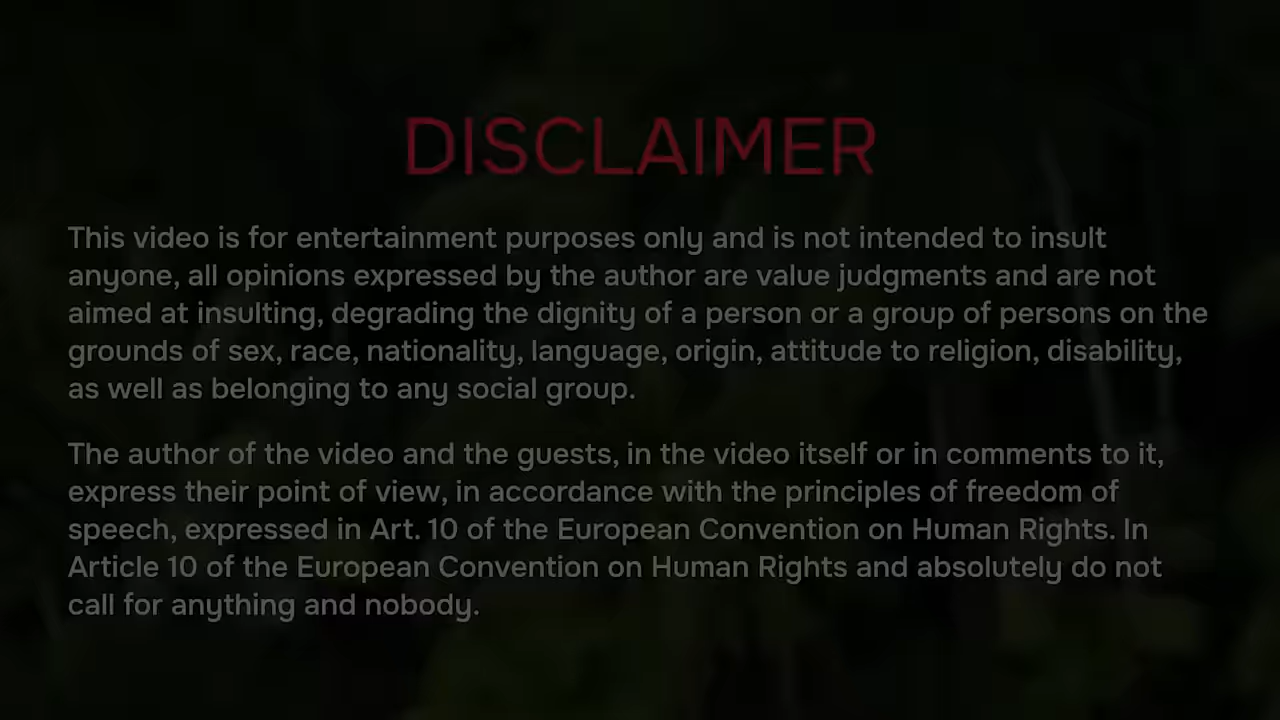 DISCLAIMER
This video is for entertainment purposes only and is not intended to insult
anyone, all opinions expressed by the author are value judgments and are not
aimed at insulting, degrading the dignity of a person or a group of persons on the
grounds of sex, race, nationality, language, origin, attitude to religion, disability,
as well as belonging to any social group.
The author of the video and the guests, in the video itself or in comments to it,
express their point of view, in accordance with the principles of freedom of
speech, expressed in Art. 10 of the European Convention on Human Rights. In
Article 10 of the European Convention on Human Rights and absolutely do not
call for anything and nobody.